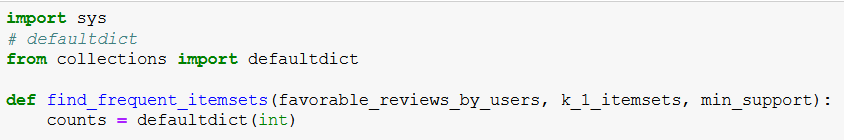 import sys
# defaultdict
from collections import defaultdict
def find_frequent_itemsets(favorable_reviews_by_users, k_1_itemsets, min_support):
    counts = defaultdict(int)